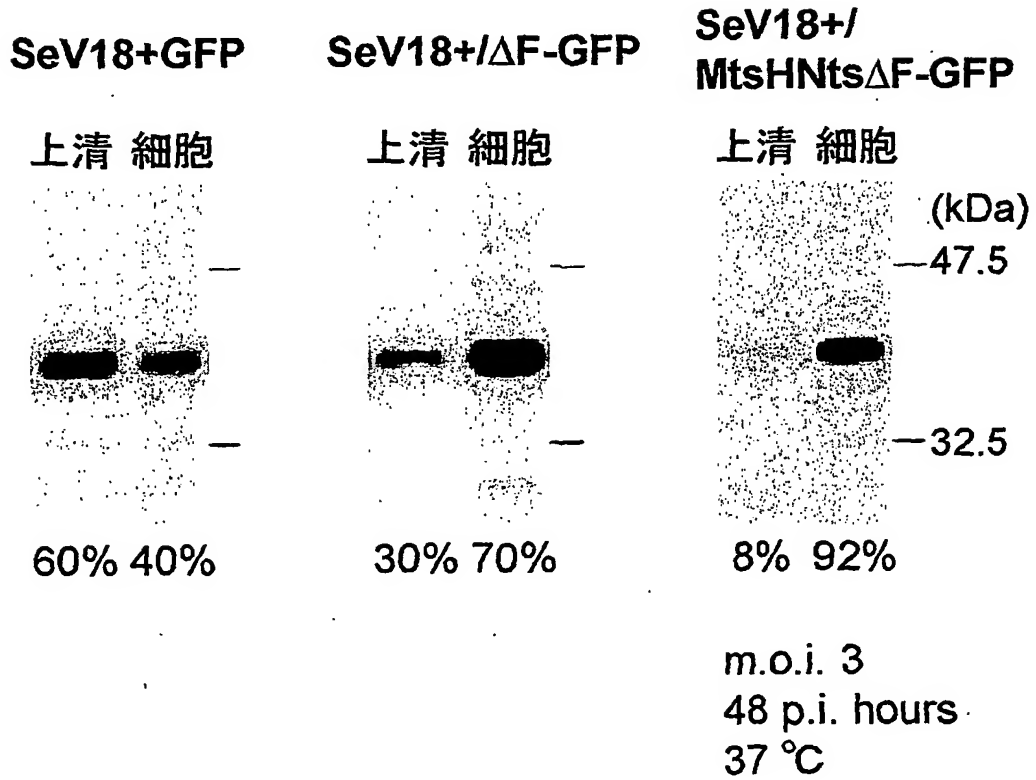 SeV18+GFP
上清 細胞
60% 40%
SeV18+/ΔF-GFP
上清 細胞
30% 70%
SeV18+/
MtsHNtsΔF-GFP
上清 細胞
(kDa)
47.5
32.5
8% 92%
m.o.i. 3
48 p.i. hours
37 ℃